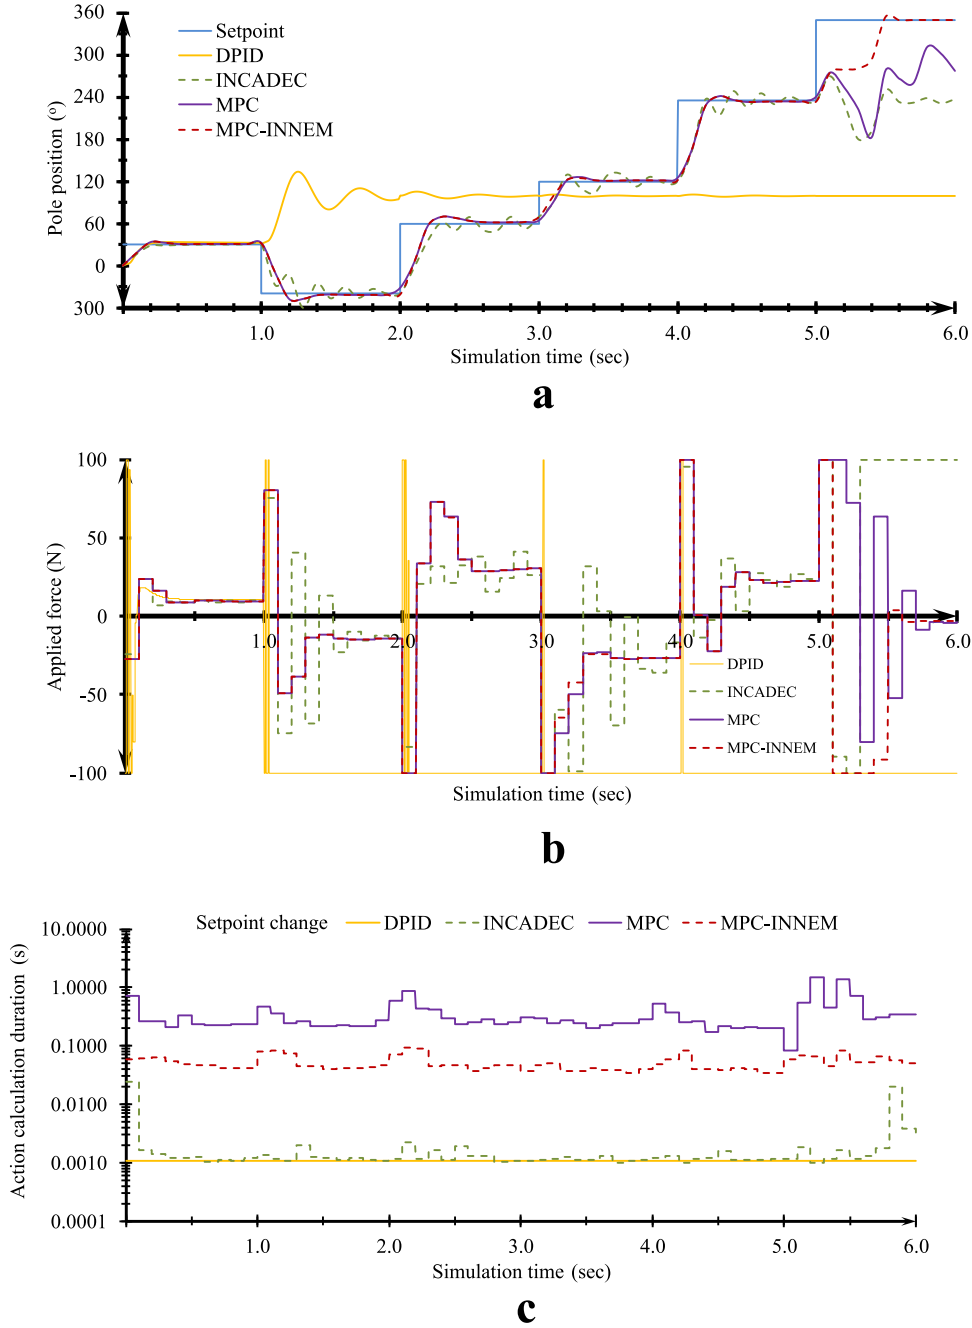 360
300
240
180
120
60
0
300
Pole position (°)
Setpoint
DPID
INCADEC
MPC
MPC-INNEM
1.0 2.0 3.0 4.0 5.0 6.0
Simulation time (sec)
a
100
50
0
-50
-100
Applied force (N)
1.0 2.0 3.0 4.0 5.0 6.0
DPID
INCADEC
MPC
MPC-INNEM
Simulation time (sec)
b
Setpoint change DPID INCADEC MPC MPC-INNEM
10.0000
1.0000
0.1000
0.0100
0.0010
0.0001
Action calculation duration (s)
1.0 2.0 3.0 4.0 5.0 6.0
Simulation time (sec)
c